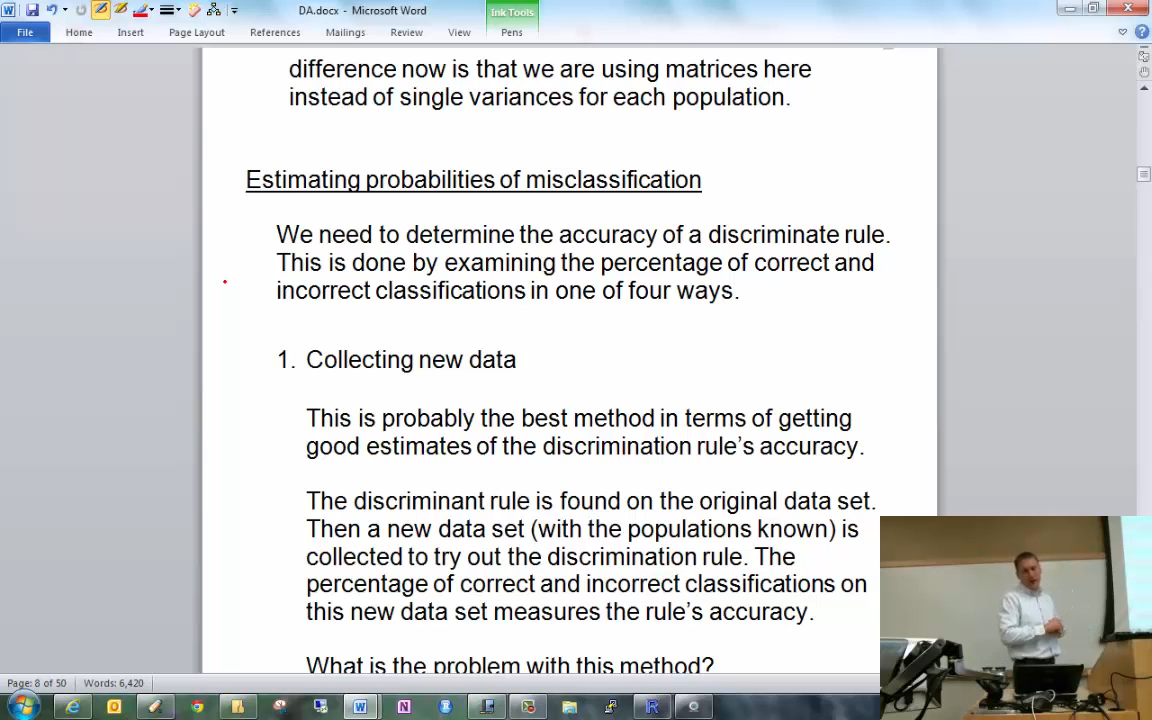 DA.docx - Microsoft Word
Ink Tools
File
Home
Insert
Page Layout
References
Mailings
Review
View
Pens
difference now is that we are using matrices here
instead of single variances for each population.
Estimating probabilities of misclassification
We need to determine the accuracy of a discriminate rule.
This is done by examining the percentage of correct and
incorrect classifications in one of four ways.
1. Collecting new data
This is probably the best method in terms of getting
good estimates of the discrimination rule’s accuracy.
The discriminant rule is found on the original data set.
Then a new data set (with the populations known) is
collected to try out the discrimination rule. The
percentage of correct and incorrect classifications on
this new data set measures the rule’s accuracy.
What is the problem with this method?
Page: 8 of 50
Words: 6,420